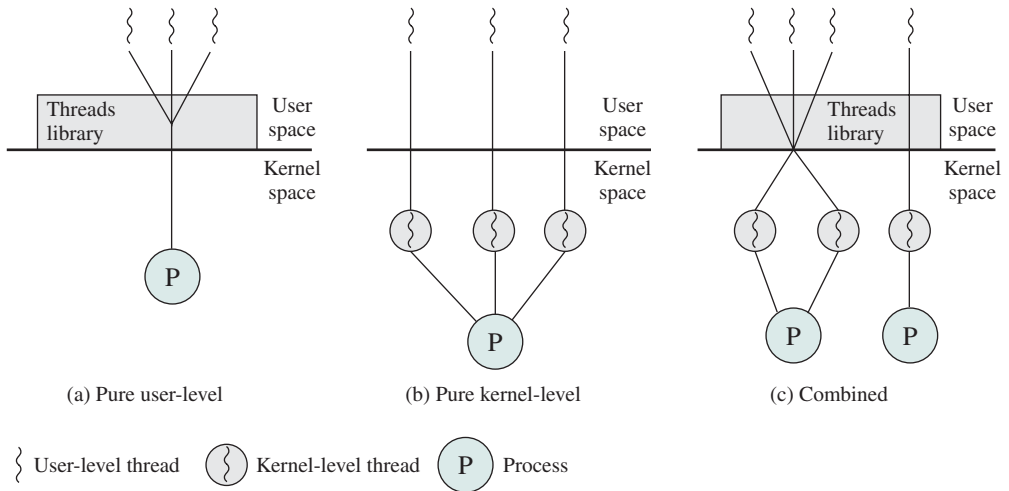 Threads
library
User
space
Kernel
space
P
(a) Pure user-level
User
space
Kernel
space
P
(b) Pure kernel-level
Threads
library
User
space
Kernel
space
P
P
(c) Combined
User-level thread
Kernel-level thread
P
Process